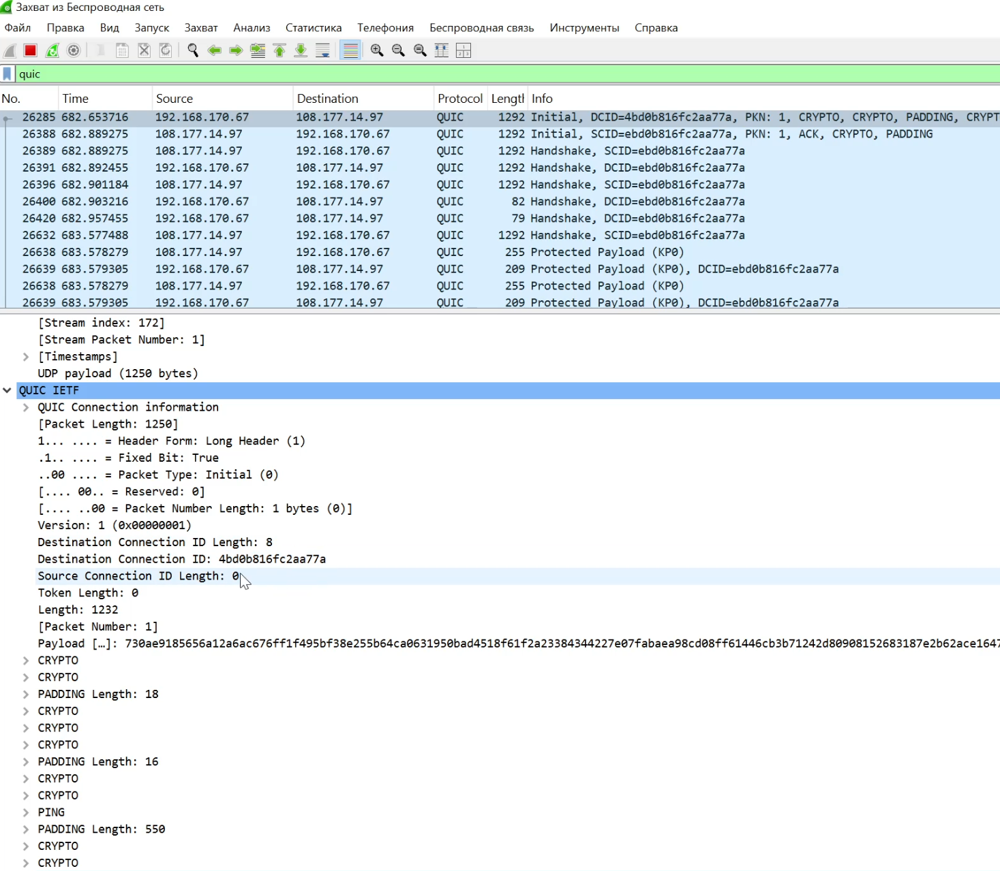 Захват из Беспроводная сеть
Файл Правка Вид Запуск Захват Анализ Статистика Телефония Беспроводная связь Инструменты Справка
quic
No. Time Source Destination Protocol Lengtl Info
26285 682.653716 192.168.170.67 108.177.14.97 QUIC 1292 Initial, DCID=4bd0b816fc2aa77a, PKN: 1, CRYPTO, CRYPTO, PADDING, CRYPT
26388 682.889275 108.177.14.97 192.168.170.67 QUIC 1292 Initial, SCID=ebd0b816fc2aa77a, PKN: 1, ACK, CRYPTO, PADDING
26389 682.889275 108.177.14.97 192.168.170.67 QUIC 1292 Handshake, SCID=ebd0b816fc2aa77a
26391 682.892455 192.168.170.67 108.177.14.97 QUIC 1292 Handshake, DCID=ebd0b816fc2aa77a
26396 682.901184 108.177.14.97 192.168.170.67 QUIC 1292 Handshake, SCID=ebd0b816fc2aa77a
26400 682.903216 192.168.170.67 108.177.14.97 QUIC 82 Handshake, DCID=ebd0b816fc2aa77a
26420 682.957455 192.168.170.67 108.177.14.97 QUIC 79 Handshake, DCID=ebd0b816fc2aa77a
26632 683.577488 108.177.14.97 192.168.170.67 QUIC 1292 Handshake, SCID=ebd0b816fc2aa77a
26638 683.578279 108.177.14.97 192.168.170.67 QUIC 255 Protected Payload (KP0)
26639 683.579305 192.168.170.67 108.177.14.97 QUIC 209 Protected Payload (KP0), DCID=ebd0b816fc2aa77a
26638 683.578279 108.177.14.97 192.168.170.67 QUIC 255 Protected Payload (KP0)
26639 683.579305 192.168.170.67 108.177.14.97 QUIC 209 Protected Payload (KP0), DCID=ebd0b816fc2aa77a
[Stream index: 172]
[Stream Packet Number: 1]
[Timestamps]
UDP payload (1250 bytes)
QUIC IETF
QUIC Connection information
[Packet Length: 1250]
1... .... = Header Form: Long Header (1)
.1.. .... = Fixed Bit: True
..00 .... = Packet Type: Initial (0)
[.... 00.. = Reserved: 0]
[.... ..00 = Packet Number Length: 1 bytes (0)]
Version: 1 (0x00000001)
Destination Connection ID Length: 8
Destination Connection ID: 4bd0b816fc2aa77a
Source Connection ID Length: 0
Token Length: 0
Length: 1232
[Packet Number: 1]
Payload […]: 730ae9185656a12a6ac676ff1f495bf38e255b64ca0631950bad4518f61f2a23384344227e07fabaea98cd08ff61446cb3b71242d80908152683187e2b62ace1647
CRYPTO
CRYPTO
PADDING Length: 18
CRYPTO
CRYPTO
CRYPTO
PADDING Length: 16
CRYPTO
CRYPTO
PING
PADDING Length: 550
CRYPTO
CRYPTO